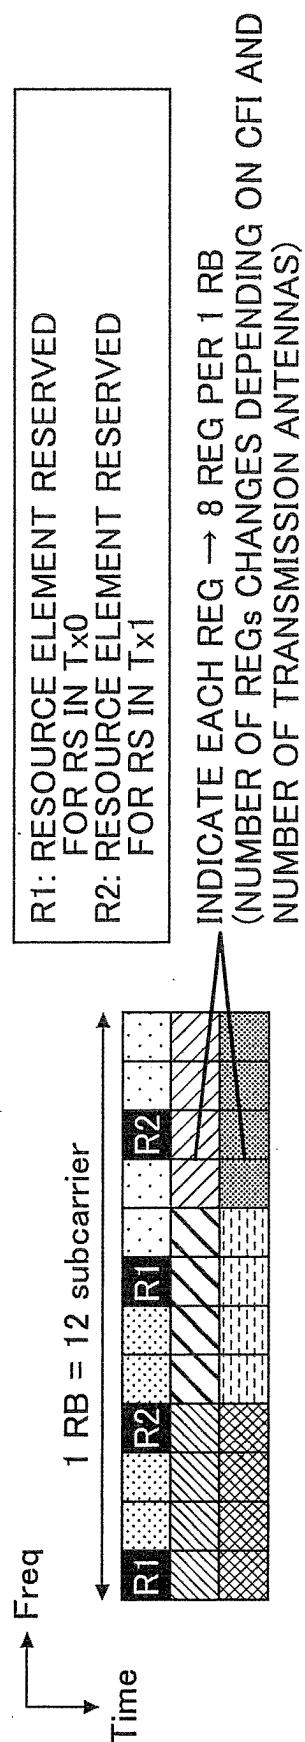 R1: RESOURCE ELEMENT RESERVED
FOR RS IN Tx0
R2: RESOURCE ELEMENT RESERVED
FOR RS IN Tx1
Freq
Time
1 RB = 12 subcarrier
R1 R2 R1 R2
INDICATE EACH REG → 8 REG PER 1 RB
(NUMBER OF REGs CHANGES DEPENDING ON CFI AND
NUMBER OF TRANSMISSION ANTENNAS)